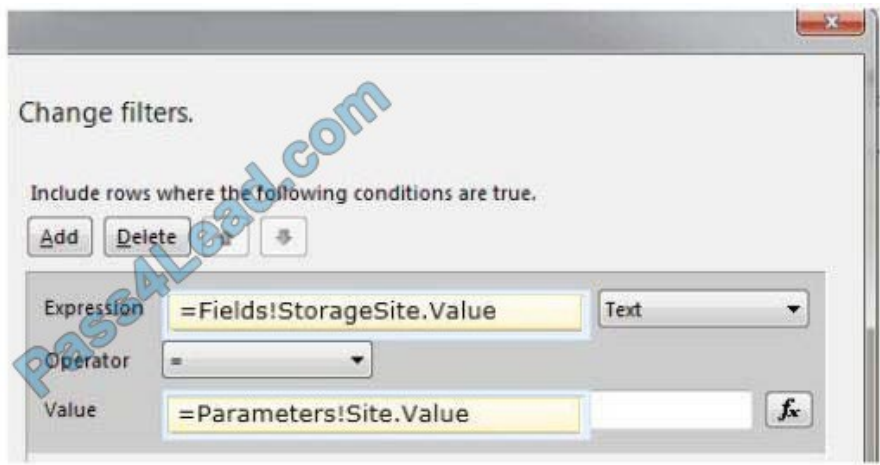 x
Change filters.
Include rows where the following conditions are true.
Add Delete
Expression =Fields!StorageSite.Value Text
Operator =
Value =Parameters!Site.Value fx
Pass4Lead.com